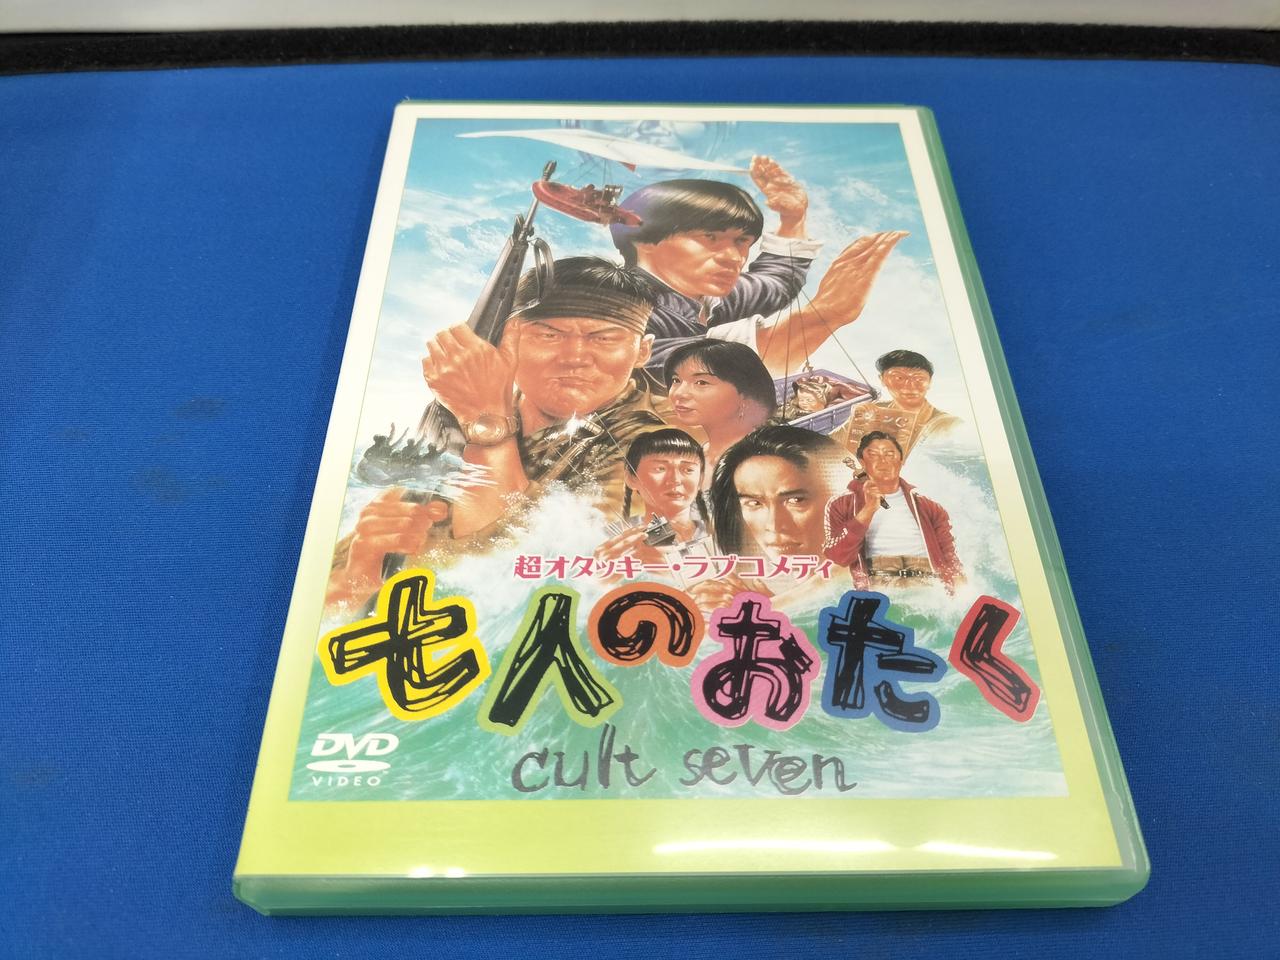 超オタッキー・ラブコメディ
七人のおたく
cult seven
DVD
VIDEO